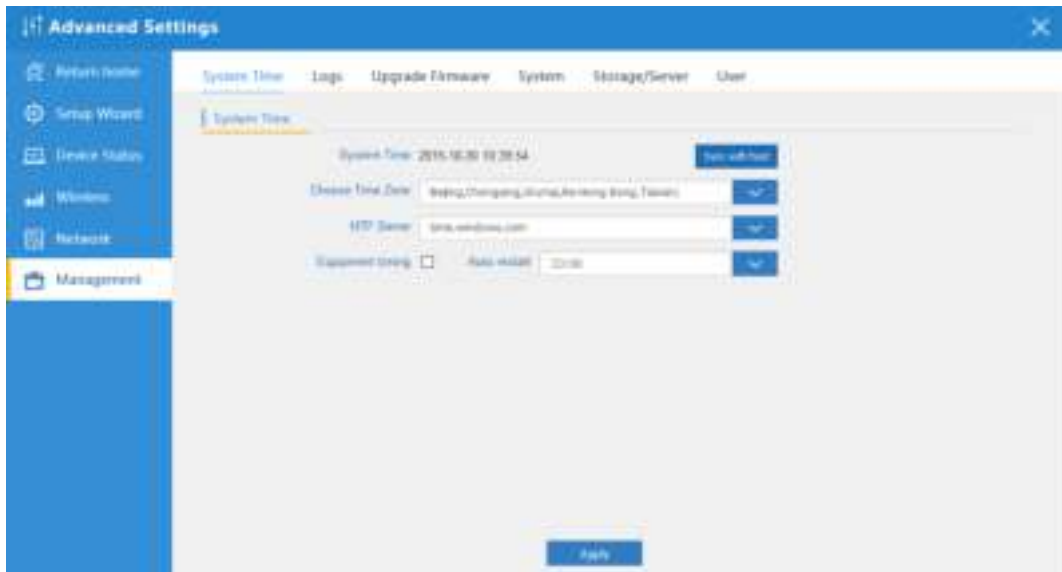 Advanced Settings
Return home
Setup Wizard
Device Status
Wireless
Network
Management
System Time Logs Upgrade Firmware System Storage/Server User
System Time
System Time
Sync with host
Choose Time Zone
NTP Server time.windows.com
Equipment timing Auto restart
Apply